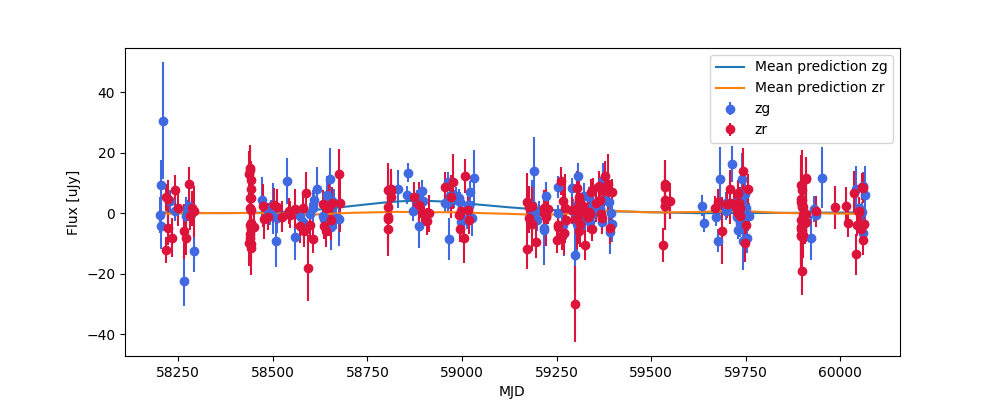 Mean prediction zg
Mean prediction zr
zg
zr
Flux [uJy]
40
20
0
−20
−40
58250
58500
58750
59000
59250
59500
59750
60000
MJD